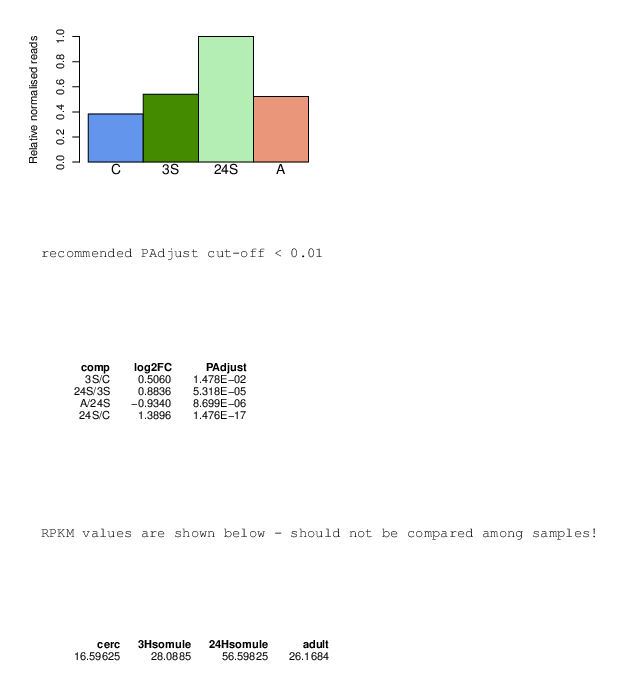 Relative normalised reads
1.0
0.8
0.6
0.4
0.2
0.0
C 3S 24S A
recommended PAdjust cut-off < 0.01
comp log2FC PAdjust
3S/C 0.5060 1.478E−02
24S/3S 0.8836 5.318E−05
A/24S −0.9340 8.699E−06
24S/C 1.3896 1.476E−17
RPKM values are shown below - should not be compared among samples!
cerc 3Hsomule 24Hsomule adult
16.59625 28.0885 56.59825 26.1684